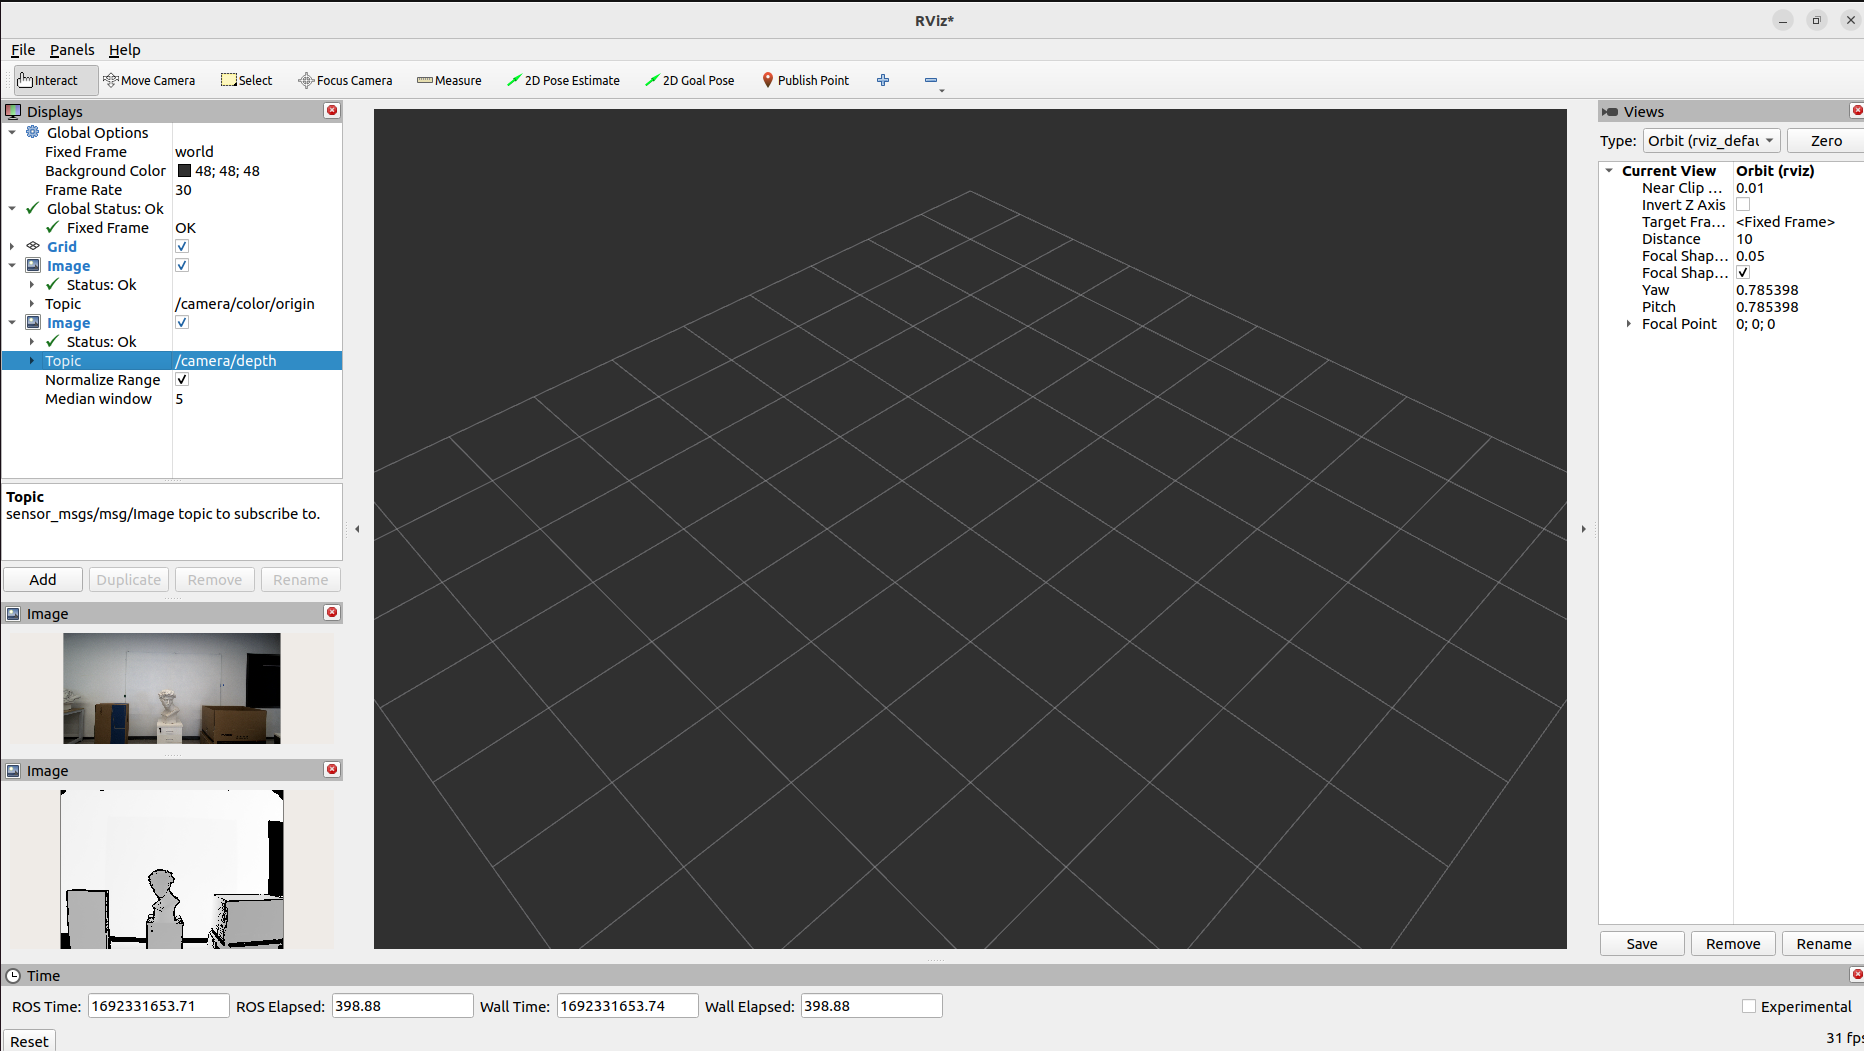 RViz*
File Panels Help
Interact Move Camera Select Focus Camera Measure 2D Pose Estimate 2D Goal Pose Publish Point
Displays
Global Options
Fixed Frame world
Background Color 48; 48; 48
Frame Rate 30
Global Status: Ok
Fixed Frame OK
Grid
Image
Status: Ok
Topic /camera/color/origin
Image
Status: Ok
Topic /camera/depth
Normalize Range
Median window 5
Topic
sensor_msgs/msg/Image topic to subscribe to.
Add Duplicate Remove Rename
Image
1
Image
Views
Type: Orbit (rviz_defau Zero
Current View Orbit (rviz)
Near Clip ... 0.01
Invert Z Axis
Target Fra... <Fixed Frame>
Distance 10
Focal Shap... 0.05
Focal Shap...
Yaw 0.785398
Pitch 0.785398
Focal Point 0; 0; 0
Save Remove Rename
Time
ROS Time: 1692331653.71 ROS Elapsed: 398.88 Wall Time: 1692331653.74 Wall Elapsed: 398.88 Experimental
Reset 31 fps